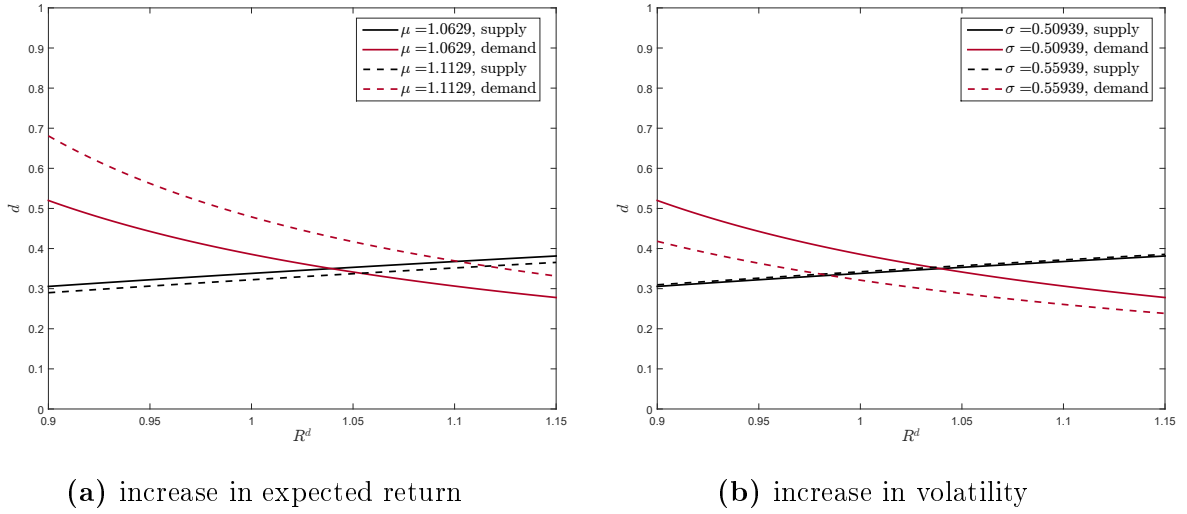 1
0.9
0.8
0.7
0.6
0.5
0.4
0.3
0.2
0.1
0
d
0.9
0.95
1
1.05
1.1
1.15
R^d
μ =1.0629, supply
μ =1.0629, demand
μ =1.1129, supply
μ =1.1129, demand
(a) increase in expected return
1
0.9
0.8
0.7
0.6
0.5
0.4
0.3
0.2
0.1
0
d
0.9
0.95
1
1.05
1.1
1.15
R^d
σ =0.50939, supply
σ =0.50939, demand
σ =0.55939, supply
σ =0.55939, demand
(b) increase in volatility